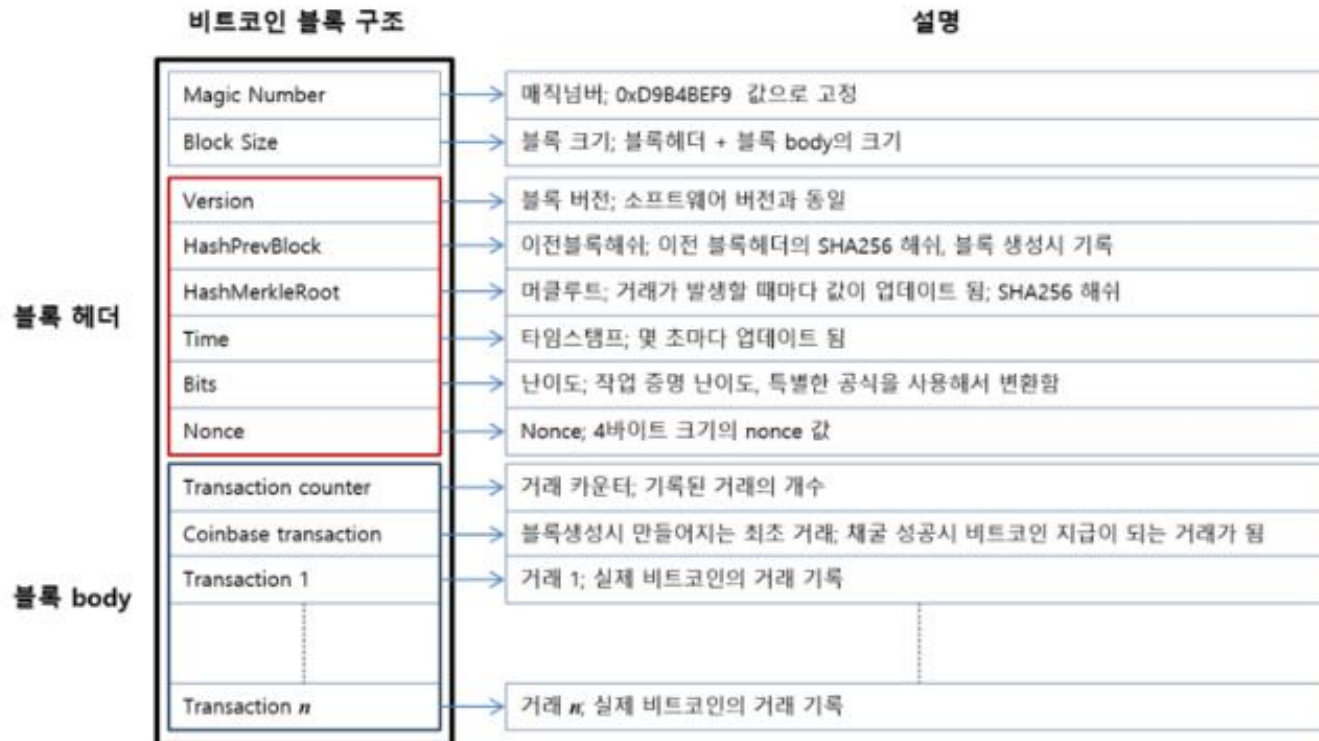 비트코인 블록 구조
설명
Magic Number
매직넘버; 0xD9B4BEF9 값으로 고정
Block Size
블록 크기; 블록헤더 + 블록 body의 크기
블록 헤더
Version
블록 버전; 소프트웨어 버전과 동일
HashPrevBlock
이전블록해쉬; 이전 블록헤더의 SHA256 해쉬, 블록 생성시 기록
HashMerkleRoot
머클루트; 거래가 발생할 때마다 값이 업데이트 됨; SHA256 해쉬
Time
타임스탬프; 몇 초마다 업데이트 됨
Bits
난이도; 작업 증명 난이도, 특별한 공식을 사용해서 변환함
Nonce
Nonce; 4바이트 크기의 nonce 값
블록 body
Transaction counter
거래 카운터; 기록된 거래의 개수
Coinbase transaction
블록생성시 만들어지는 최초 거래; 채굴 성공시 비트코인 지급이 되는 거래가 됨
Transaction 1
거래 1; 실제 비트코인의 거래 기록
Transaction n
거래 n; 실제 비트코인의 거래 기록